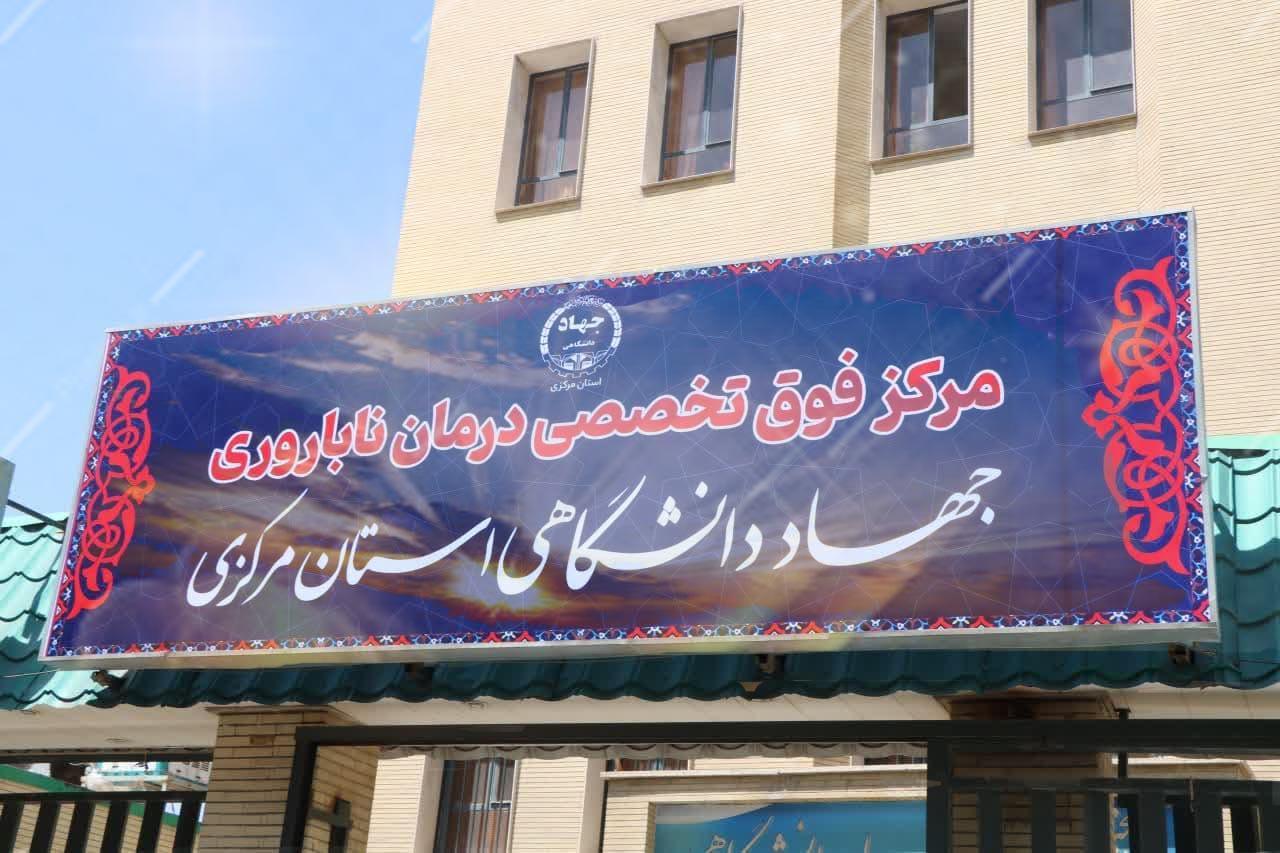 جهاد
دانشگاهی
استان مرکزی
مرکز فوق تخصصی درمان ناباروری
جهاد دانشگاهی استان مرکزی